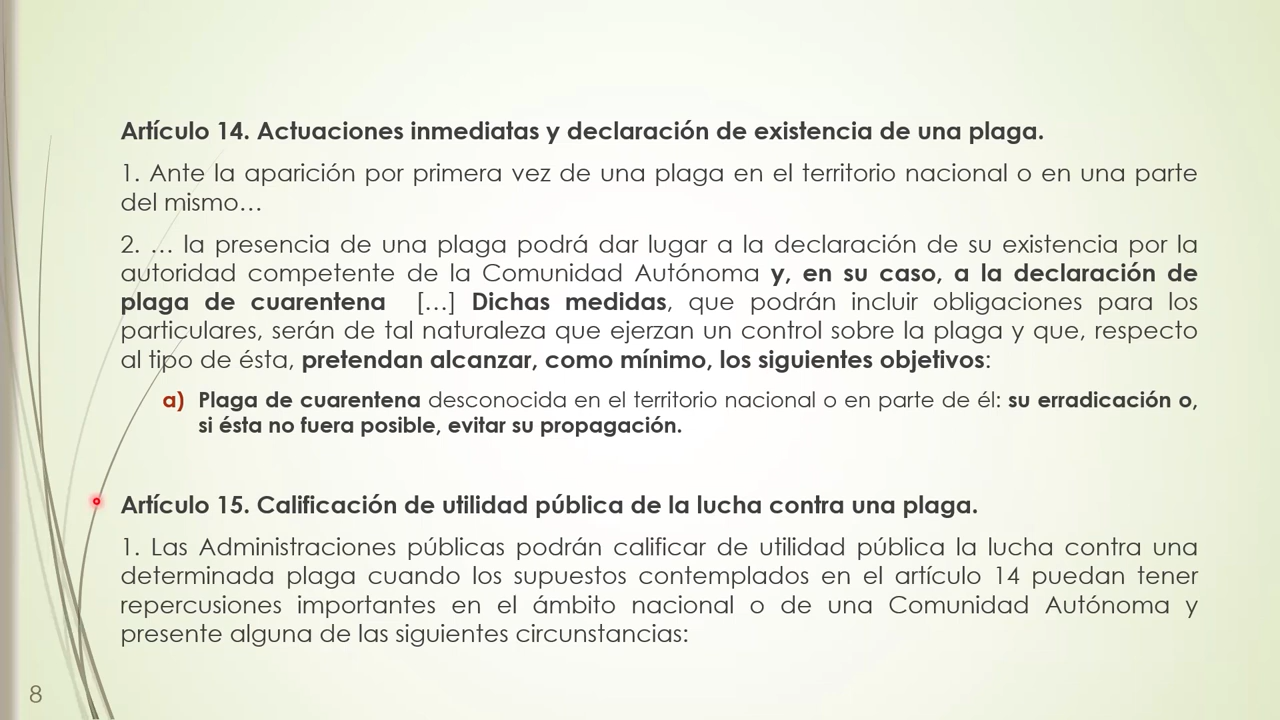 Artículo 14. Actuaciones inmediatas y declaración de existencia de una plaga.
1. Ante la aparición por primera vez de una plaga en el territorio nacional o en una parte
del mismo…
2. … la presencia de una plaga podrá dar lugar a la declaración de su existencia por la
autoridad competente de la Comunidad Autónoma y, en su caso, a la declaración de
plaga de cuarentena […] Dichas medidas, que podrán incluir obligaciones para los
particulares, serán de tal naturaleza que ejerzan un control sobre la plaga y que, respecto
al tipo de ésta, pretendan alcanzar, como mínimo, los siguientes objetivos:
a) Plaga de cuarentena desconocida en el territorio nacional o en parte de él: su erradicación o,
si ésta no fuera posible, evitar su propagación.
Artículo 15. Calificación de utilidad pública de la lucha contra una plaga.
1. Las Administraciones públicas podrán calificar de utilidad pública la lucha contra una
determinada plaga cuando los supuestos contemplados en el artículo 14 puedan tener
repercusiones importantes en el ámbito nacional o de una Comunidad Autónoma y
presente alguna de las siguientes circunstancias:
8